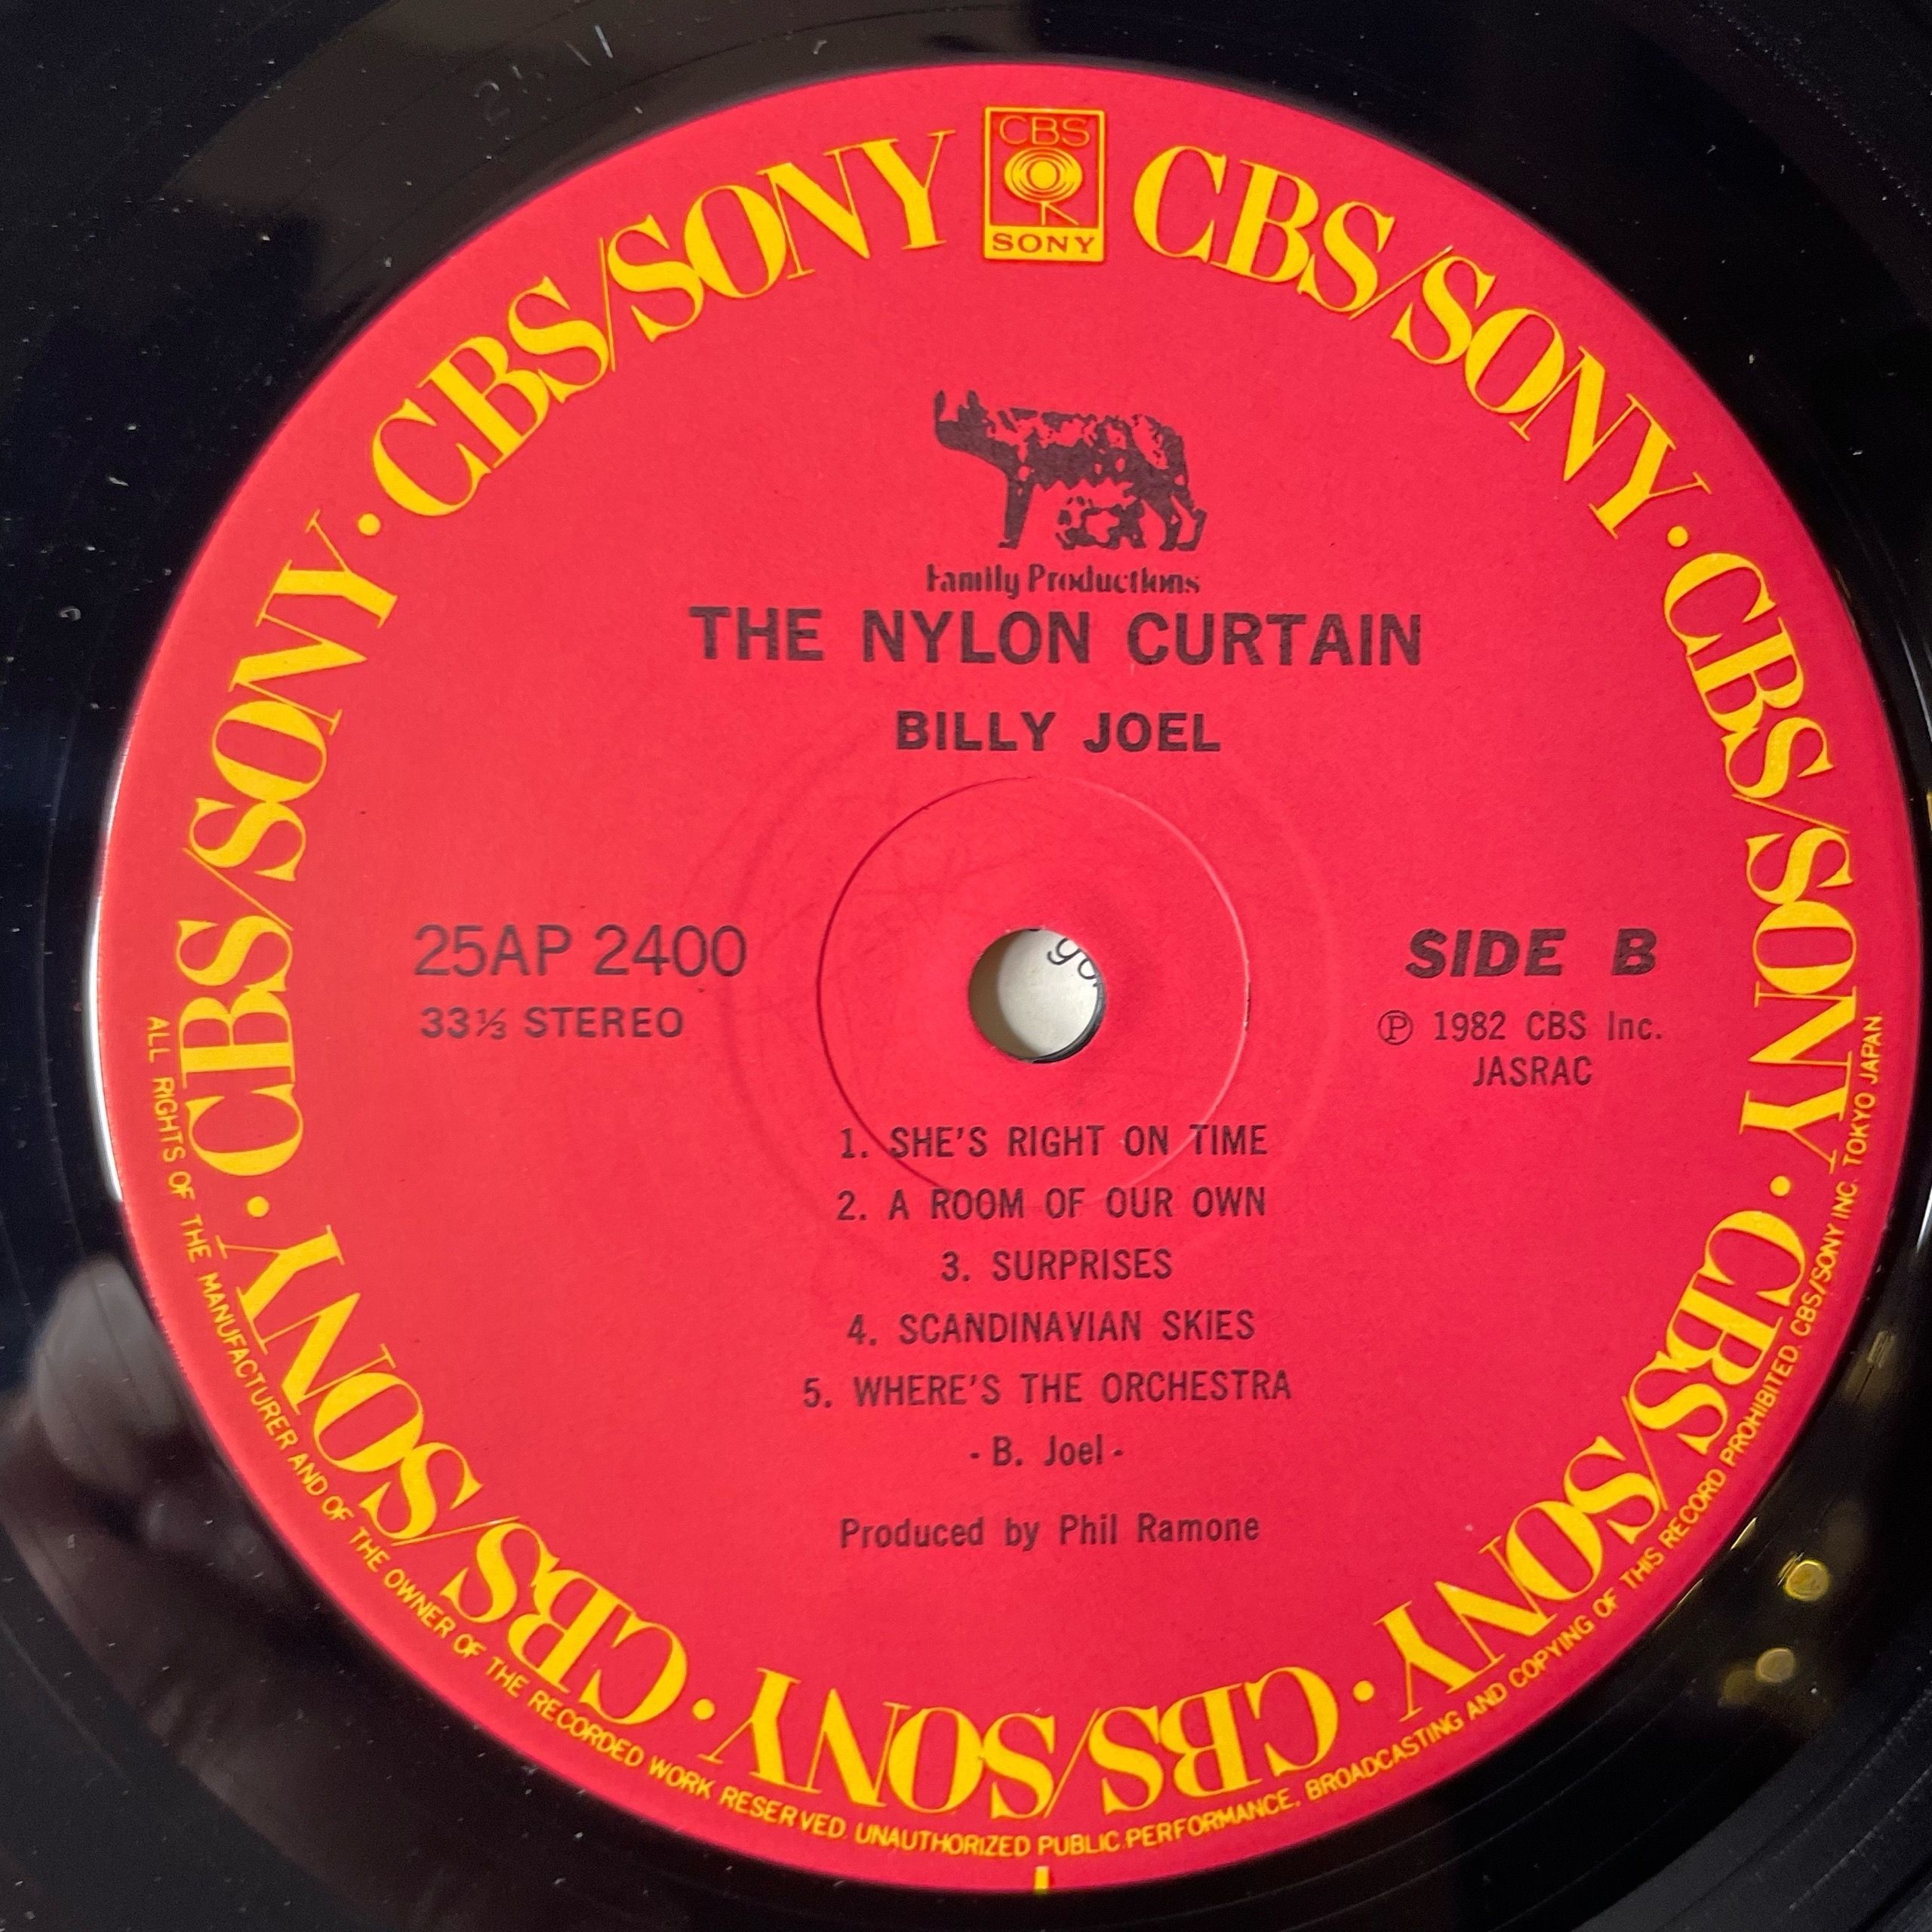 CBS
SONY
CBS/SONY · CBS/SONY · CBS/SONY · CBS/SONY · CBS/SONY · CBS/SONY · CBS/SONY
Family Productions
THE NYLON CURTAIN
BILLY JOEL
25AP 2400
33⅓ STEREO
SIDE B
℗ 1982 CBS Inc.
JASRAC
1. SHE'S RIGHT ON TIME
2. A ROOM OF OUR OWN
3. SURPRISES
4. SCANDINAVIAN SKIES
5. WHERE'S THE ORCHESTRA
- B. Joel -
Produced by Phil Ramone
ALL RIGHTS OF THE MANUFACTURER AND OF THE OWNER OF THE RECORDED WORK RESERVED. UNAUTHORIZED PUBLIC PERFORMANCE, BROADCASTING AND COPYING OF THIS RECORD PROHIBITED. CBS/SONY INC. TOKYO JAPAN.